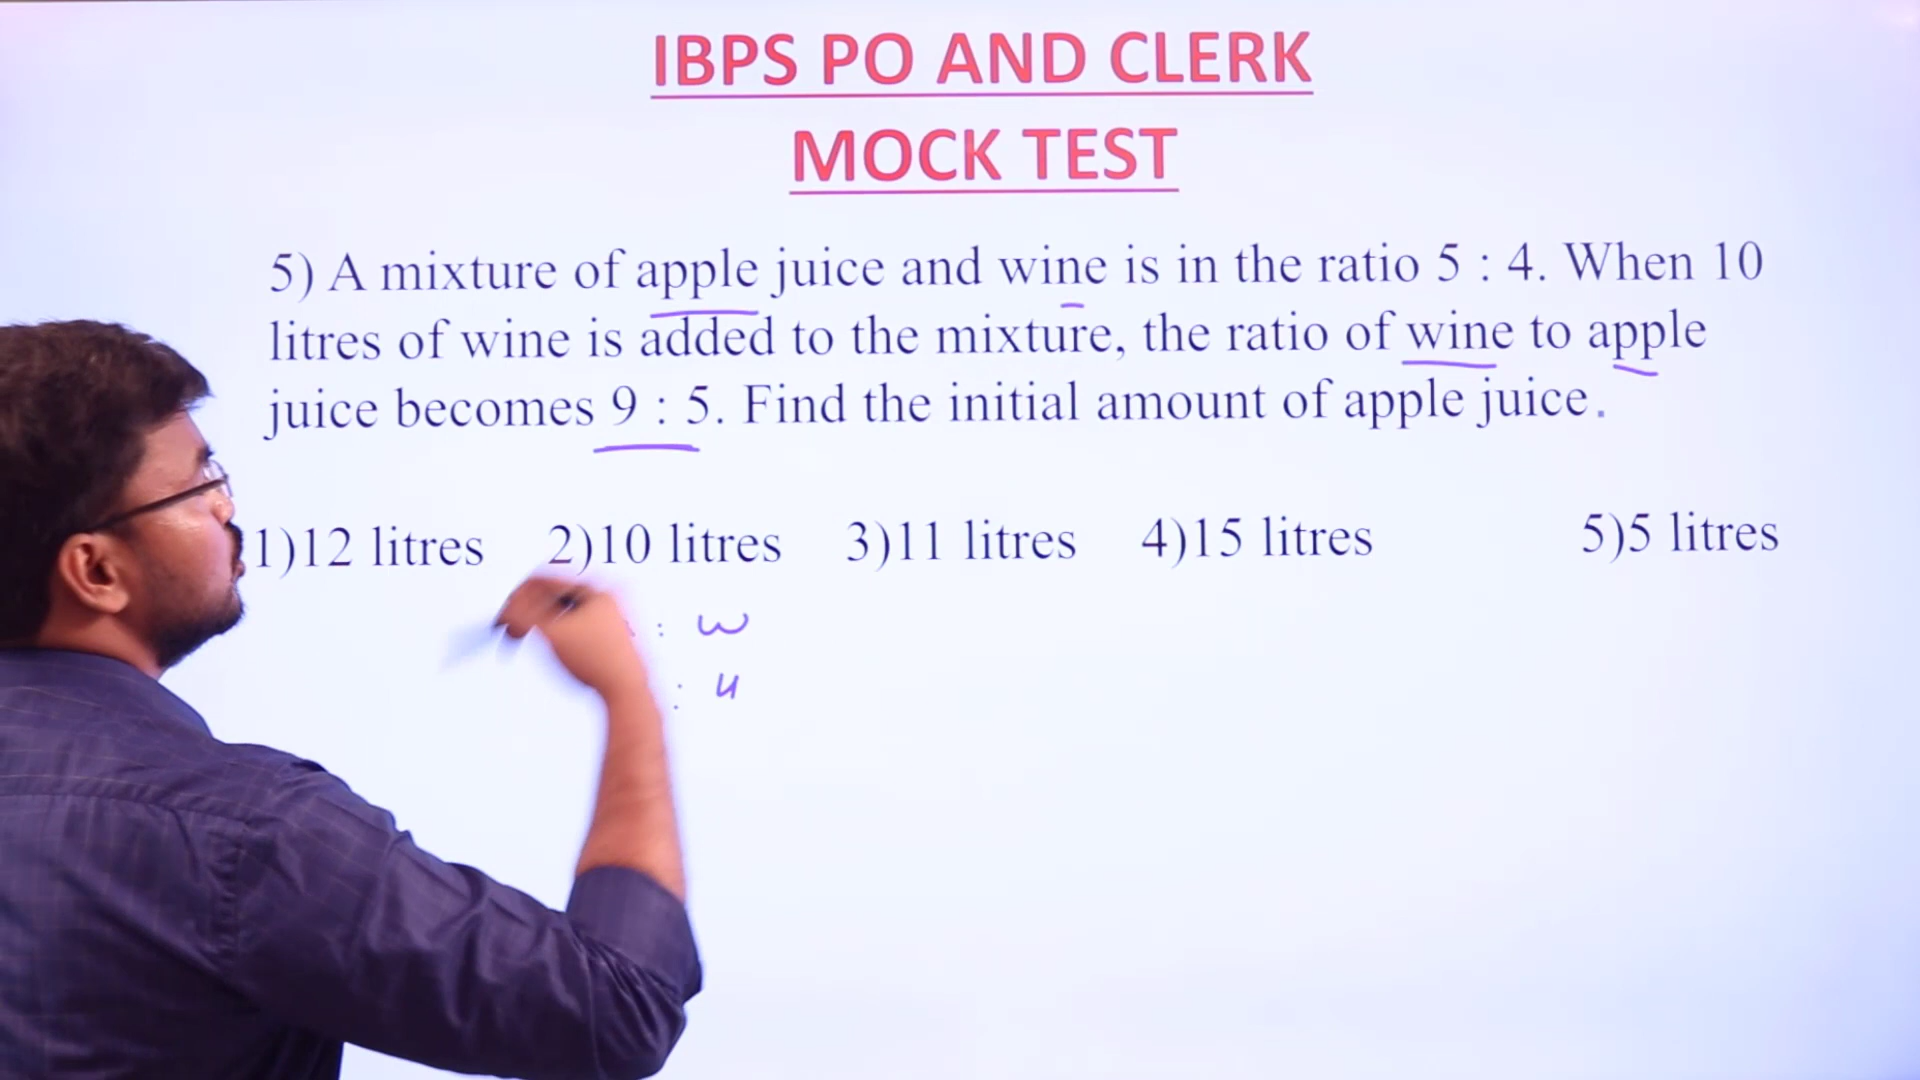 IBPS PO AND CLERK
MOCK TEST
5) A mixture of apple juice and wine is in the ratio 5 : 4. When 10
litres of wine is added to the mixture, the ratio of wine to apple
juice becomes 9 : 5. Find the initial amount of apple juice.
1)12 litres 2)10 litres 3)11 litres 4)15 litres 5)5 litres
: w
: 4